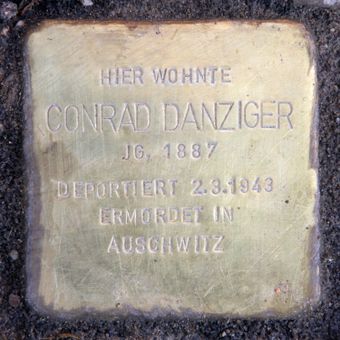 HIER WOHNTE
CONRAD DANZIGER
JG. 1887
DEPORTIERT 2.3.1943
ERMORDET IN
AUSCHWITZ